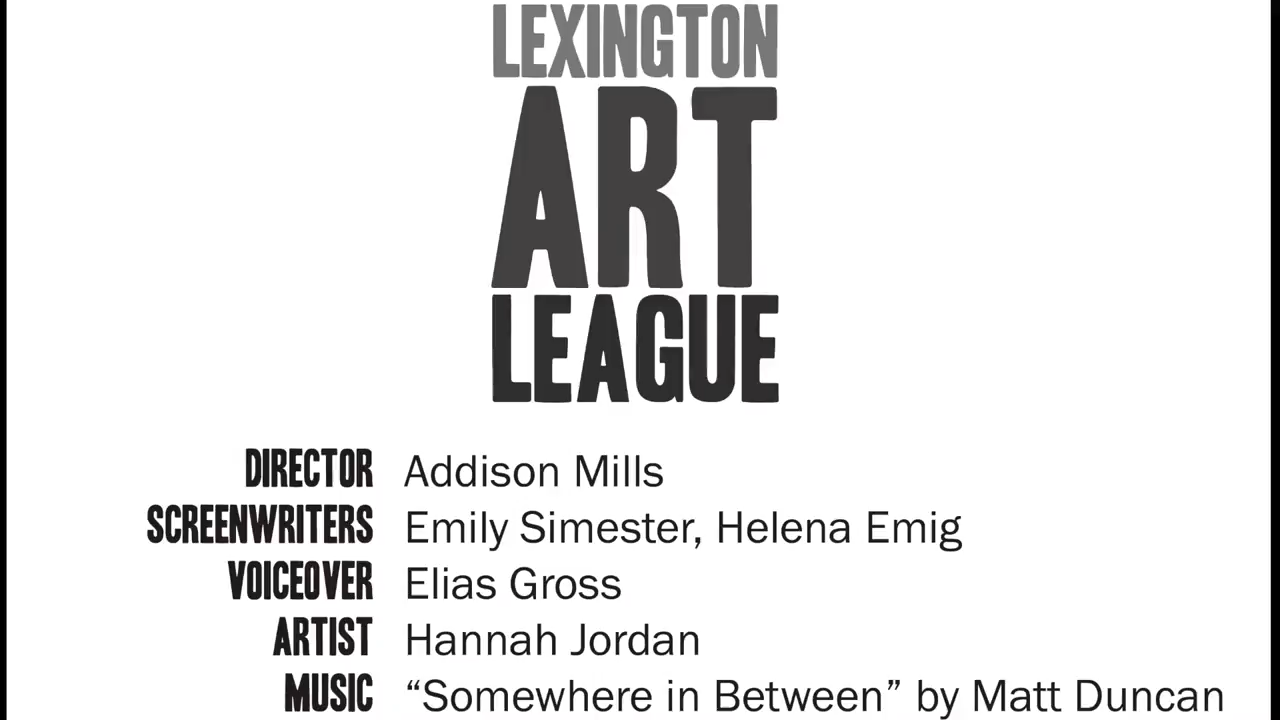 LEXINGTON
ART
LEAGUE
DIRECTOR Addison Mills
SCREENWRITERS Emily Simester, Helena Emig
VOICEOVER Elias Gross
ARTIST Hannah Jordan
MUSIC “Somewhere in Between” by Matt Duncan